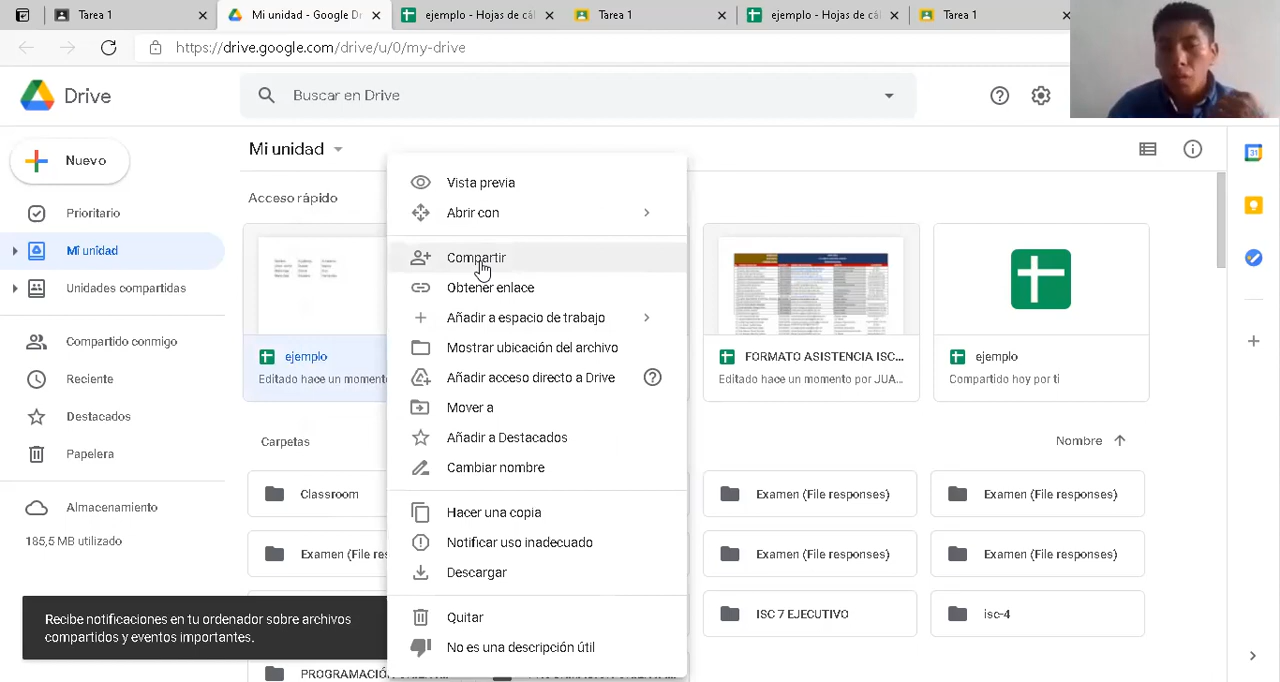 Tarea 1
Mi unidad - Google Dr
ejemplo - Hojas de cál
Tarea 1
ejemplo - Hojas de cál
Tarea 1
https://drive.google.com/drive/u/0/my-drive
Drive
Buscar en Drive
Nuevo
Prioritario
Mi unidad
Unidades compartidas
Compartido conmigo
Reciente
Destacados
Papelera
Almacenamiento
185,5 MB utilizado
Mi unidad
31
Acceso rápido
Vista previa
Abrir con
Compartir
Obtener enlace
Añadir a espacio de trabajo
Mostrar ubicación del archivo
Añadir acceso directo a Drive
Mover a
Añadir a Destacados
Cambiar nombre
Hacer una copia
Notificar uso inadecuado
Descargar
Quitar
No es una descripción útil
ejemplo
Editado hace un momento
FORMATO ASISTENCIA ISC...
Editado hace un momento por JUA...
ejemplo
Compartido hoy por ti
Carpetas
Nombre
Classroom
Examen (File responses)
Examen (File responses)
Examen (File res
Examen (File responses)
Examen (File responses)
ISC 7 EJECUTIVO
isc-4
PROGRAMACIÓN
Recibe notificaciones en tu ordenador sobre archivos
compartidos y eventos importantes.